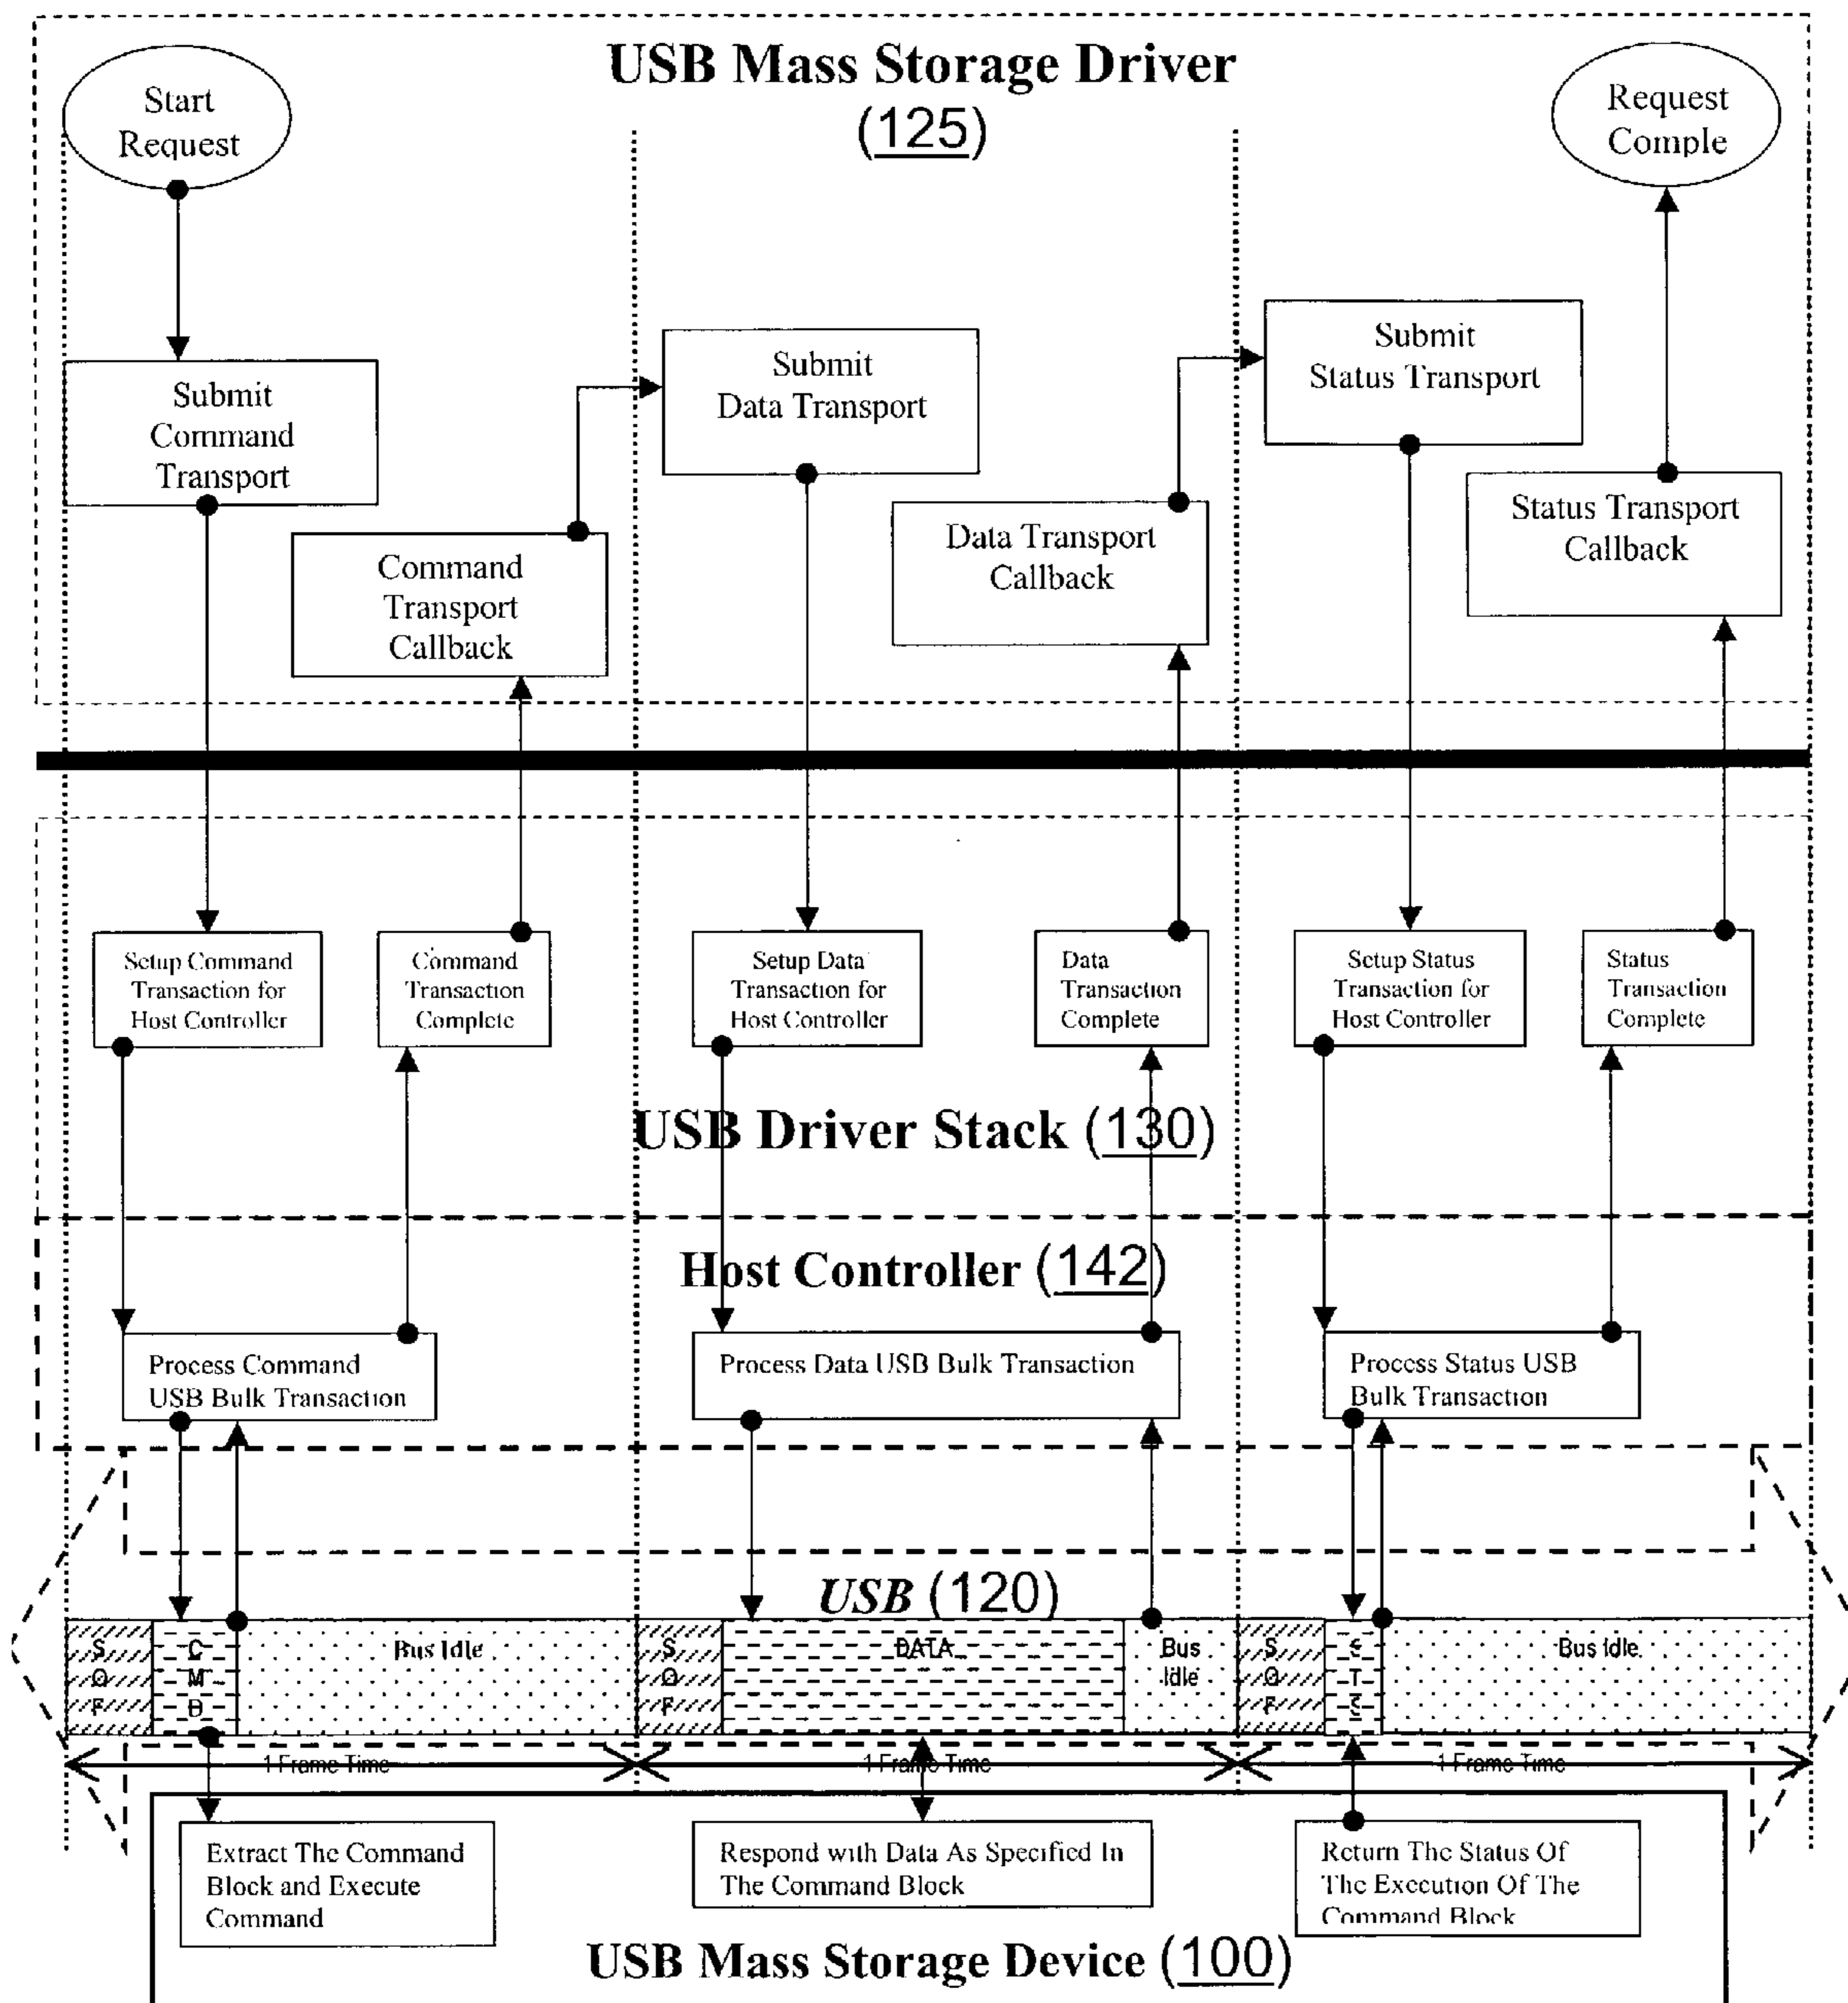 USB Mass Storage Driver
(125)
Start
Request
Request
Comple
Submit
Command
Transport
Submit
Data Transport
Submit
Status Transport
Command
Transport
Callback
Data Transport
Callback
Status Transport
Callback
Setup Command
Transaction for
Host Controller
Command
Transaction
Complete
Setup Data
Transaction for
Host Controller
Data
Transaction
Complete
Setup Status
Transaction for
Host Controller
Status
Transaction
Complete
USB Driver Stack (130)
Host Controller (142)
Process Command
USB Bulk Transaction
Process Data USB Bulk Transaction
Process Status USB
Bulk Transaction
USB (120)
S
O
F
C
M
D
Bus Idle
S
O
F
DATA
Bus
Idle
S
O
F
S
T
S
Bus Idle
1 Frame Time
1 Frame Time
1 Frame Time
Extract The Command
Block and Execute
Command
Respond with Data As Specified In
The Command Block
Return The Status Of
The Execution Of The
Command Block
USB Mass Storage Device (100)